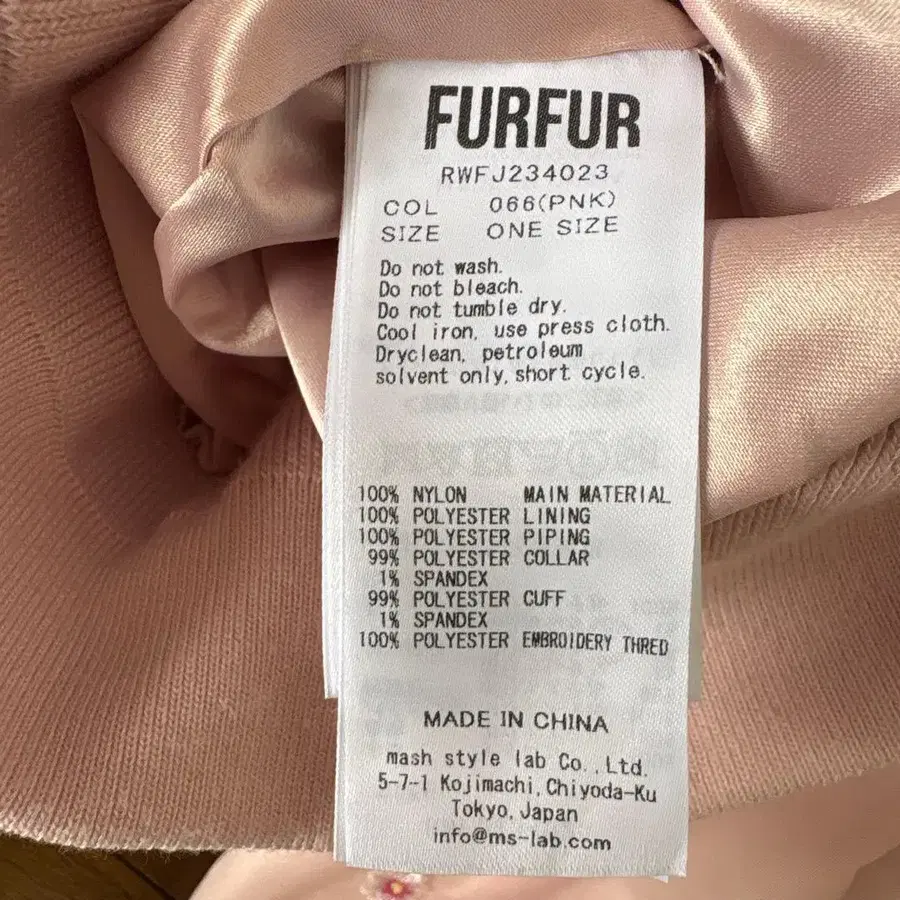 FURFUR
RWFJ234023
COL 066(PNK)
SIZE ONE SIZE
Do not wash.
Do not bleach.
Do not tumble dry.
Cool iron, use press cloth.
Dryclean, petroleum
solvent only, short cycle.
100% NYLON MAIN MATERIAL
100% POLYESTER LINING
100% POLYESTER PIPING
99% POLYESTER COLLAR
1% SPANDEX
99% POLYESTER CUFF
1% SPANDEX
100% POLYESTER EMBROIDERY THRED
MADE IN CHINA
mash style lab Co.,Ltd.
5-7-1 Kojimachi, Chiyoda-Ku
Tokyo, Japan
info@ms-lab.com